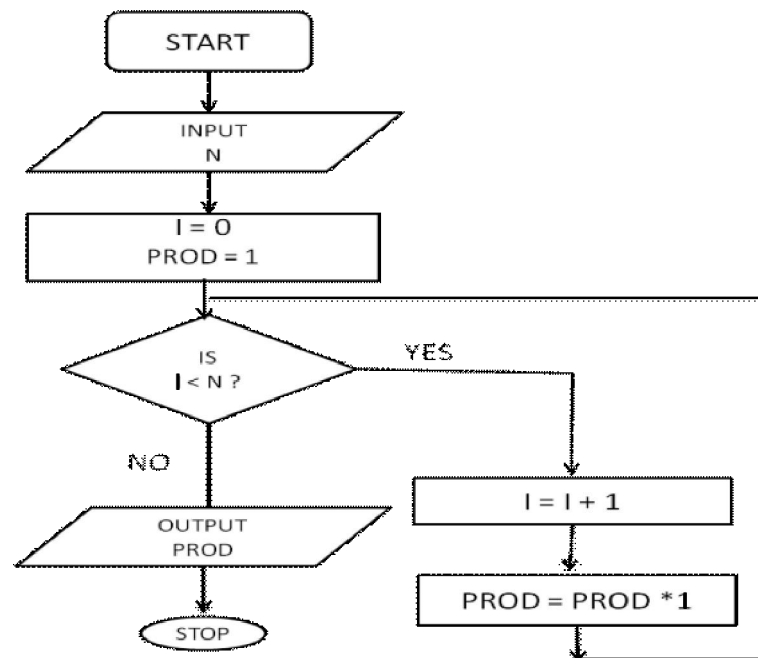 START
INPUT
N
I = 0
PROD = 1
IS
I < N ?
YES
NO
I = I + 1
OUTPUT
PROD
PROD = PROD *1
STOP